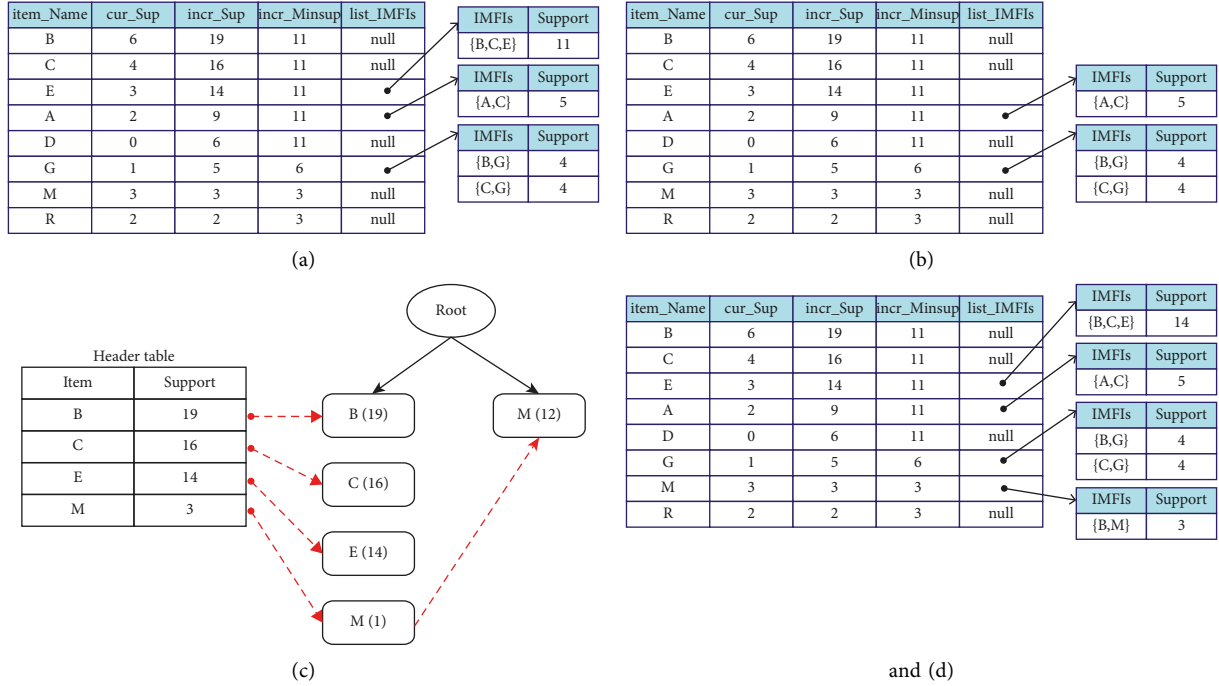 item_Name cur_Sup incr_Sup incr_Minsup list_IMFIs
B 6 19 11 null
C 4 16 11 null
E 3 14 11
A 2 9 11
D 0 6 11 null
G 1 5 6
M 3 3 3 null
R 2 2 3 null
IMFIs Support
{B,C,E} 11
IMFIs Support
{A,C} 5
IMFIs Support
{B,G} 4
{C,G} 4
(a)
item_Name cur_Sup incr_Sup incr_Minsup list_IMFIs
B 6 19 11 null
C 4 16 11 null
E 3 14 11
A 2 9 11
D 0 6 11 null
G 1 5 6
M 3 3 3 null
R 2 2 3 null
IMFIs Support
{A,C} 5
IMFIs Support
{B,G} 4
{C,G} 4
(b)
Header table
Item Support
B 19
C 16
E 14
M 3
Root
B (19)
M (12)
C (16)
E (14)
M (1)
(c)
item_Name cur_Sup incr_Sup incr_Minsup list_IMFIs
B 6 19 11 null
C 4 16 11 null
E 3 14 11
A 2 9 11
D 0 6 11 null
G 1 5 6
M 3 3 3
R 2 2 3 null
IMFIs Support
{B,C,E} 14
IMFIs Support
{A,C} 5
IMFIs Support
{B,G} 4
{C,G} 4
IMFIs Support
{B,M} 3
and (d)